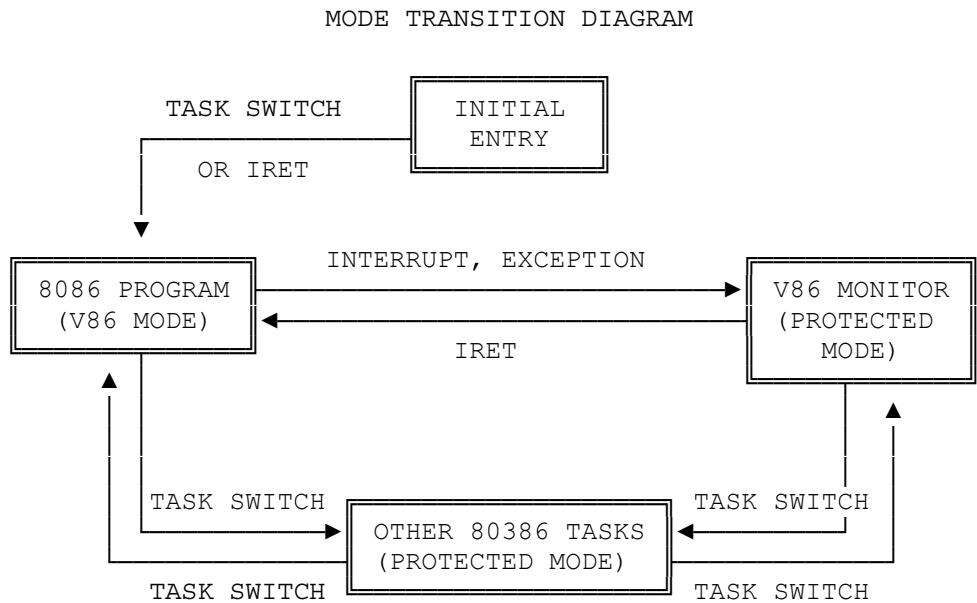 MODE TRANSITION DIAGRAM
TASK SWITCH
OR IRET
INITIAL
ENTRY
INTERRUPT, EXCEPTION
8086 PROGRAM
(V86 MODE)
V86 MONITOR
(PROTECTED
MODE)
IRET
TASK SWITCH
TASK SWITCH
OTHER 80386 TASKS
(PROTECTED MODE)
TASK SWITCH
TASK SWITCH